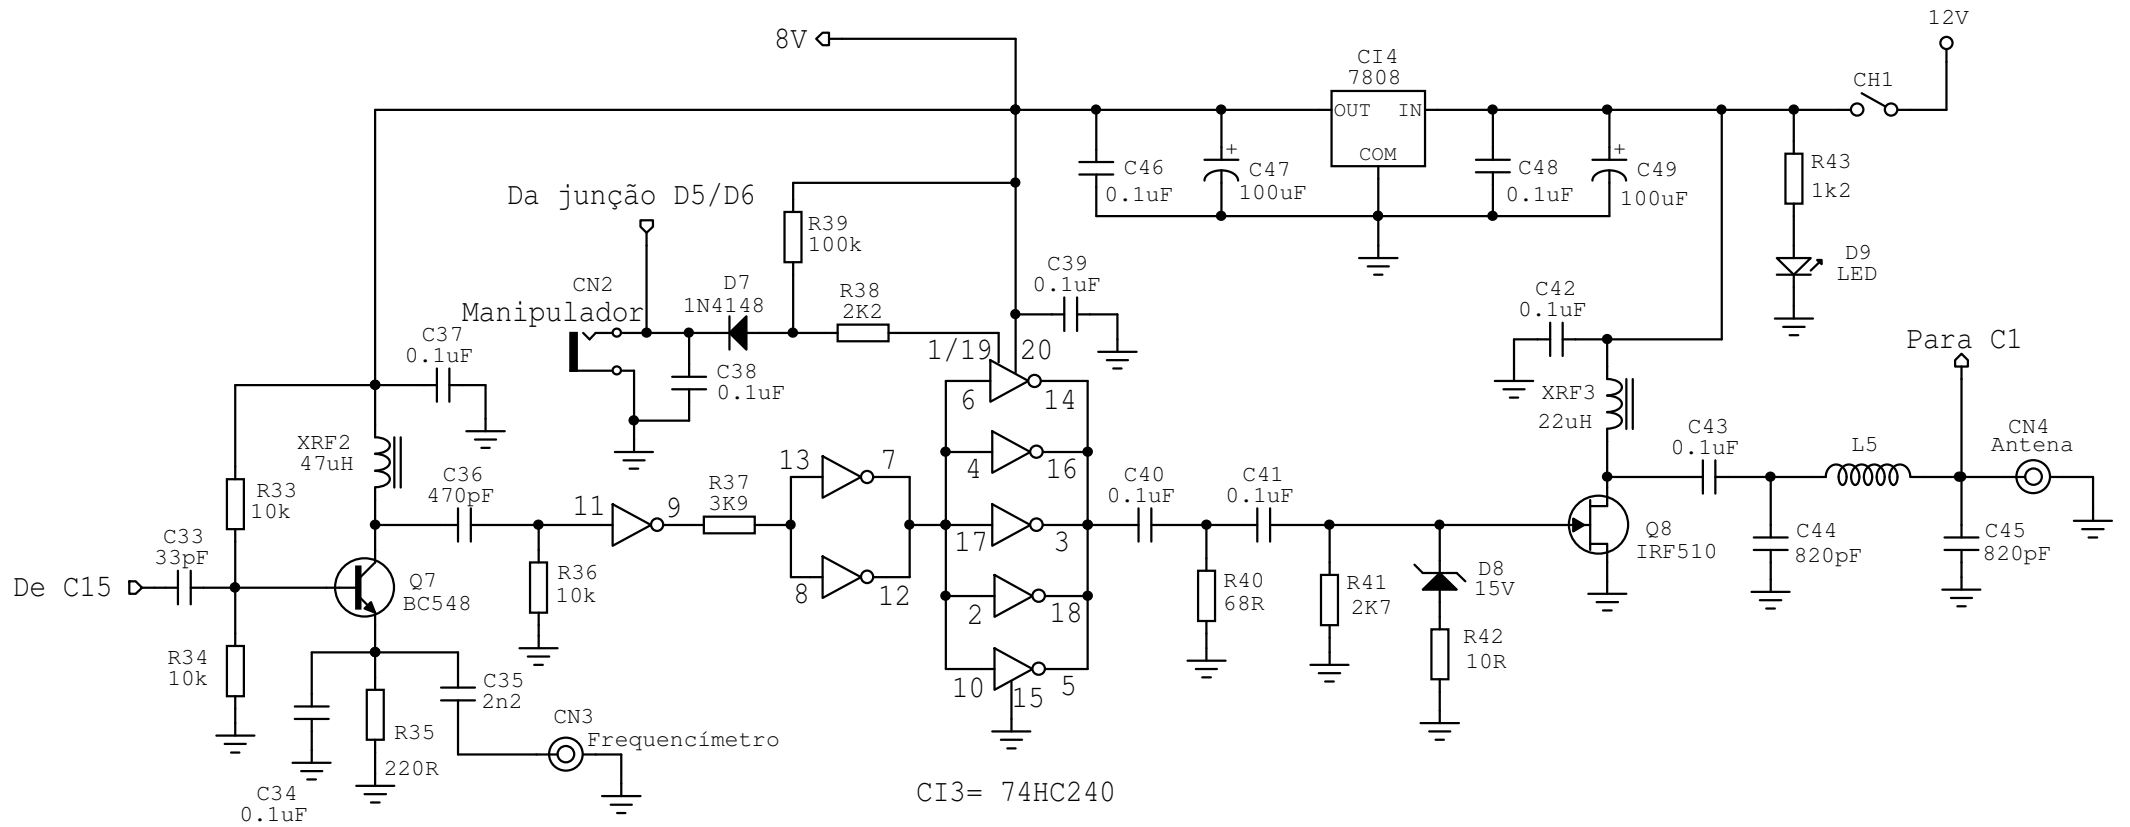 12V
8V
CI4
7808
CH1
OUT IN
COM
C46
0.1uF
+
C47
100uF
C48
0.1uF
+
C49
100uF
R43
1k2
Da junção D5/D6
R39
100k
D9
LED
CN2
Manipulador
D7
1N4148
R38
2K2
C39
0.1uF
C42
0.1uF
C37
0.1uF
C38
0.1uF
1/19
20
Para C1
6
14
XRF3
22uH
XRF2
47uH
C36
470pF
13
7
4
16
C40
0.1uF
C41
0.1uF
C43
0.1uF
L5
CN4
Antena
R33
10k
11
9
R37
3K9
17
3
Q8
IRF510
C44
820pF
C45
820pF
C33
33pF
De C15
Q7
BC548
R36
10k
8
12
2
18
R40
68R
R41
2K7
D8
15V
R42
10R
R34
10k
C35
2n2
10
15
5
R35
220R
CN3
Frequencímetro
C34
0.1uF
CI3= 74HC240